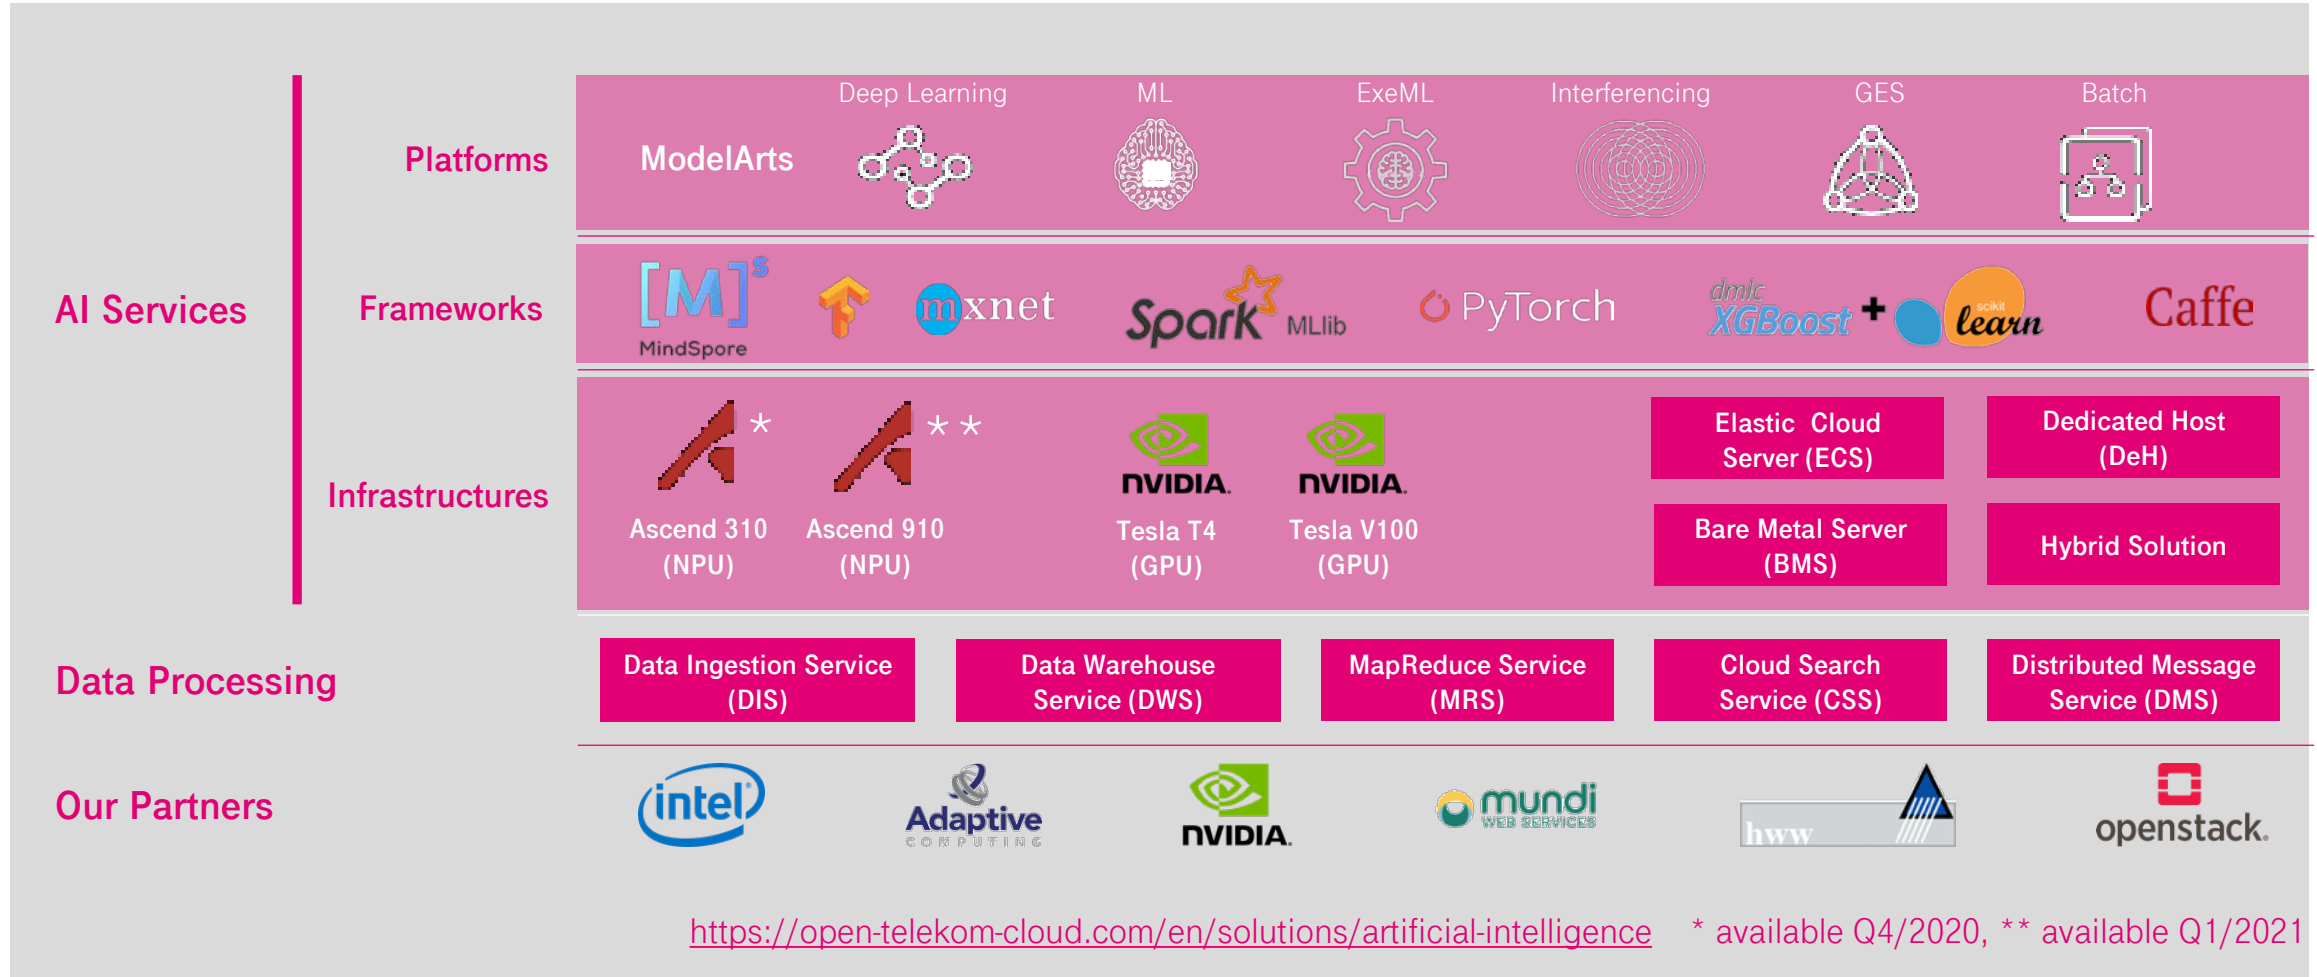 Deep Learning
ML
ExeML
Interferencing
GES
Batch
Platforms
ModelArts
AI Services
Frameworks
[M]s
MindSpore
mxnet
Spark MLlib
PyTorch
dmlc
XGBoost +
scikit
learn
Caffe
Infrastructures
*
**
NVIDIA.
NVIDIA.
Ascend 310
(NPU)
Ascend 910
(NPU)
Tesla T4
(GPU)
Tesla V100
(GPU)
Elastic Cloud
Server (ECS)
Dedicated Host
(DeH)
Bare Metal Server
(BMS)
Hybrid Solution
Data Processing
Data Ingestion Service
(DIS)
Data Warehouse
Service (DWS)
MapReduce Service
(MRS)
Cloud Search
Service (CSS)
Distributed Message
Service (DMS)
Our Partners
intel
Adaptive
COMPUTING
NVIDIA.
mundi
WEB SERVICES
hww
openstack.
https://open-telekom-cloud.com/en/solutions/artificial-intelligence * available Q4/2020, ** available Q1/2021